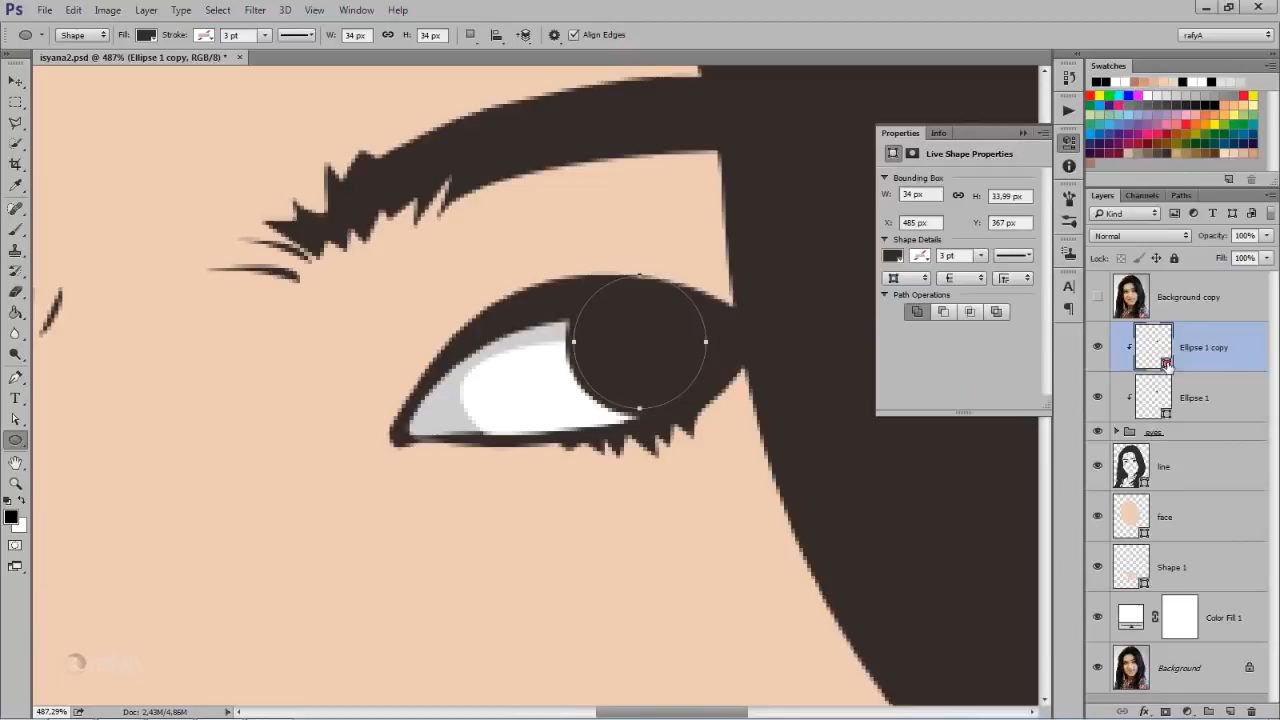 Ps File Edit Image Layer Type Select Filter 3D View Window Help
Shape Fill: Stroke: 3 pt W: 34 px H: 34 px Align Edges rafyA
isyana2.psd @ 487% (Ellipse 1 copy, RGB/8) * ×
Swatches
Properties Info
Live Shape Properties
Bounding Box
W: 34 px H: 33,99 px
X: 485 px Y: 367 px
Shape Details
3 pt
Path Operations
Layers Channels Paths
Kind
Normal Opacity: 100%
Lock: Fill: 100%
Background copy
Ellipse 1 copy
Ellipse 1
eyes
line
face
Shape 1
Color Fill 1
Background
487.29% Doc: 2,43M/4,86M